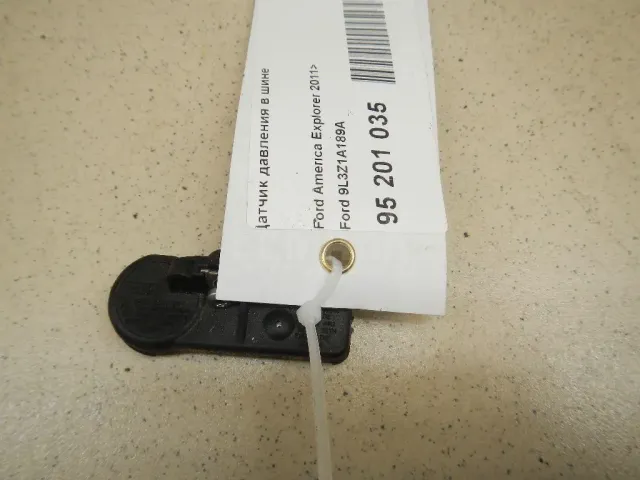 Датчик давления в шине
Ford America Explorer 2011>
Ford 9L3Z1A189A
95 201 035